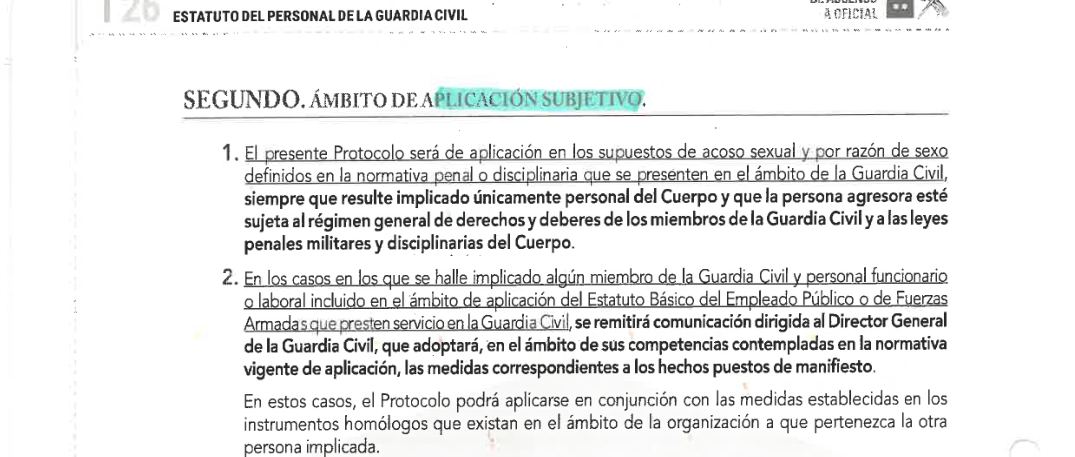 126
ESTATUTO DEL PERSONAL DE LA GUARDIA CIVIL
A OFICIAL
SEGUNDO. ÁMBITO DE APLICACIÓN SUBJETIVO.
1. El presente Protocolo será de aplicación en los supuestos de acoso sexual y por razón de sexo
definidos en la normativa penal o disciplinaria que se presenten en el ámbito de la Guardia Civil,
siempre que resulte implicado únicamente personal del Cuerpo y que la persona agresora esté
sujeta al régimen general de derechos y deberes de los miembros de la Guardia Civil y a las leyes
penales militares y disciplinarias del Cuerpo.
2. En los casos en los que se halle implicado algún miembro de la Guardia Civil y personal funcionario
o laboral incluido en el ámbito de aplicación del Estatuto Básico del Empleado Público o de Fuerzas
Armadas que presten servicio en la Guardia Civil, se remitirá comunicación dirigida al Director General
de la Guardia Civil, que adoptará, en el ámbito de sus competencias contempladas en la normativa
vigente de aplicación, las medidas correspondientes a los hechos puestos de manifiesto.
En estos casos, el Protocolo podrá aplicarse en conjunción con las medidas establecidas en los
instrumentos homólogos que existan en el ámbito de la organización a que pertenezca la otra
persona implicada.